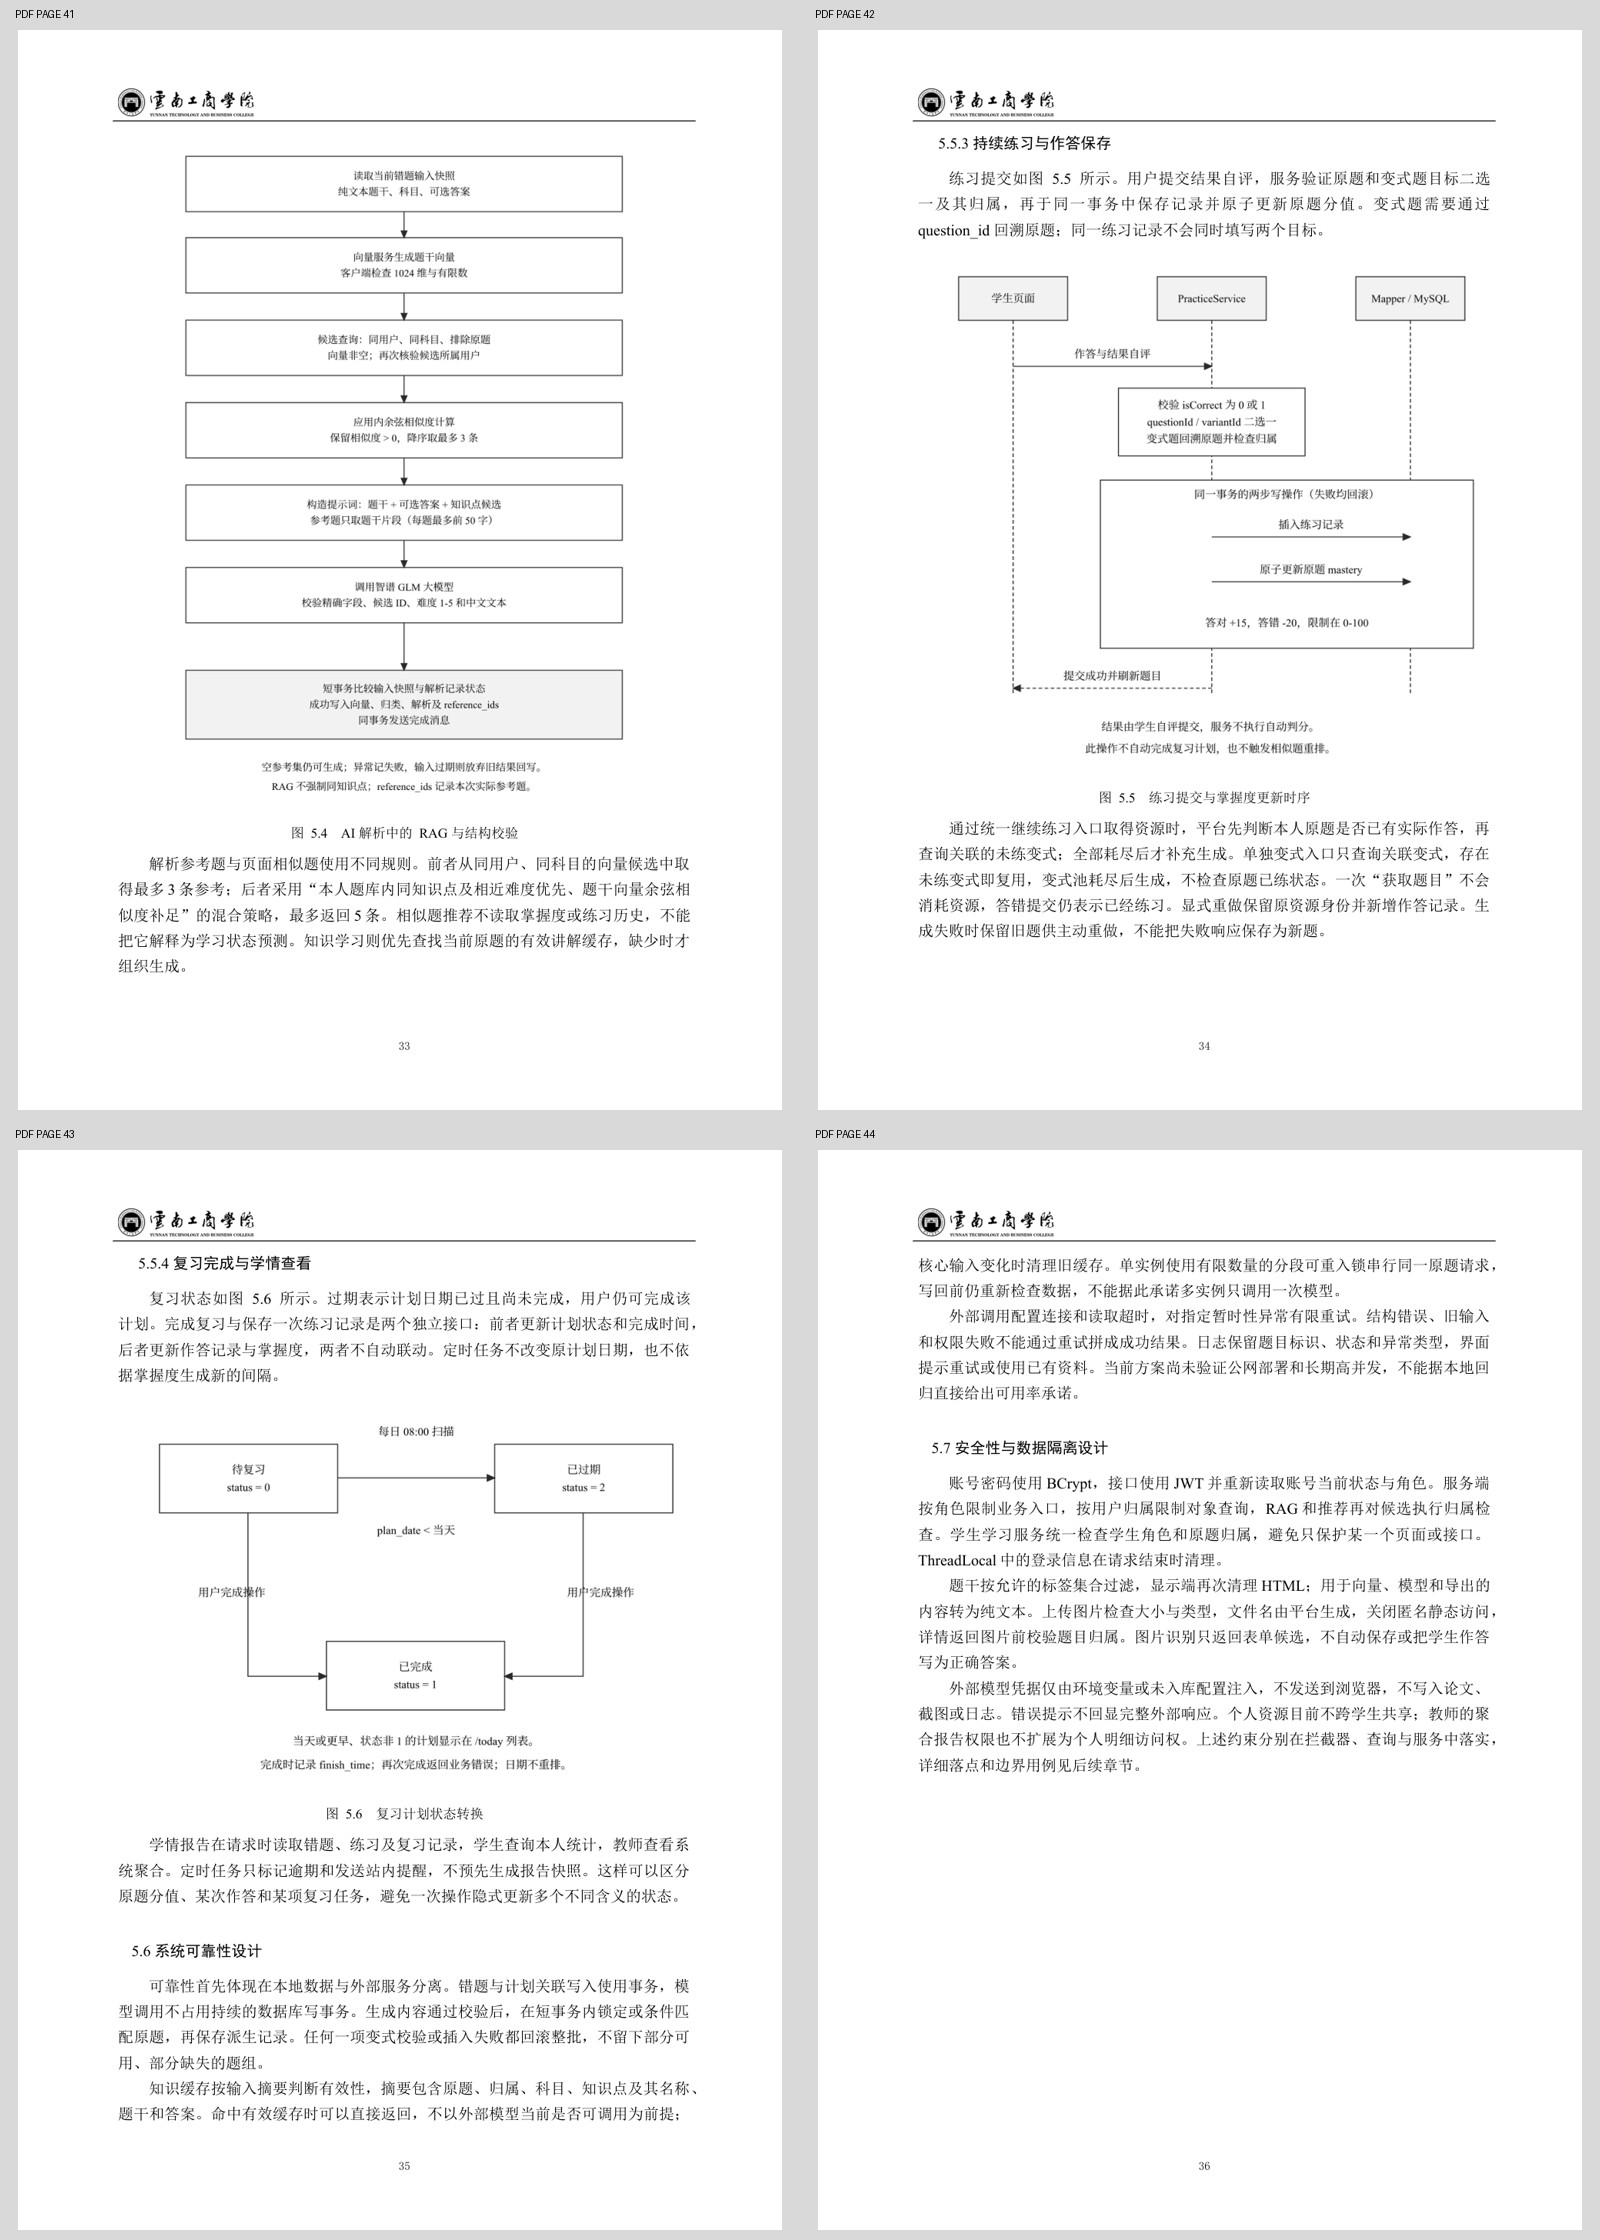 PDF PAGE 41
雲南工商學院
YUNNAN TECHNOLOGY AND BUSINESS COLLEGE
读取当前错题输入快照
纯文本题干、科目、可选答案
向量服务生成题干向量
客户端检查 1024 维与有限数
候选查询：同用户、同科目、排除原题
向量非空；再次核验候选所属用户
应用内余弦相似度计算
保留相似度 > 0，降序取最多 3 条
构造提示词：题干 + 可选答案 + 知识点候选
参考题只取题干片段（每题最多前 50 字）
调用智谱 GLM 大模型
校验精确字段、候选 ID、难度 1-5 和中文文本
短事务比较输入快照与解析记录状态
成功写入向量、归类、解析及 reference_ids
同事务发送完成消息
空参考集仍可生成；异常记失败，输入过期则放弃旧结果回写。
RAG 不强制同知识点；reference_ids 记录本次实际参考题。
图 5.4 AI 解析中的 RAG 与结构校验
解析参考题与页面相似题使用不同规则。前者从同用户、同科目的向量候选中取
得最多 3 条参考；后者采用“本人题库内同知识点及相近难度优先、题干向量余弦相
似度补足”的混合策略，最多返回 5 条。相似题推荐不读取掌握度或练习历史，不能
把它解释为学习状态预测。知识学习则优先查找当前原题的有效讲解缓存，缺少时才
组织生成。
33
PDF PAGE 42
雲南工商學院
YUNNAN TECHNOLOGY AND BUSINESS COLLEGE
5.5.3 持续练习与作答保存
练习提交如图 5.5 所示。用户提交结果自评，服务验证原题和变式题目标二选
一及其归属，再于同一事务中保存记录并原子更新原题分值。变式题需要通过
question_id 回溯原题；同一练习记录不会同时填写两个目标。
学生页面
PracticeService
Mapper / MySQL
作答与结果自评
校验 isCorrect 为 0 或 1
questionId / variantId 二选一
变式题回溯原题并检查归属
同一事务的两步写操作（失败均回滚）
插入练习记录
原子更新原题 mastery
答对 +15，答错 -20，限制在 0-100
提交成功并刷新题目
结果由学生自评提交，服务不执行自动判分。
此操作不自动完成复习计划，也不触发相似题重排。
图 5.5 练习提交与掌握度更新时序
通过统一继续练习入口取得资源时，平台先判断本人原题是否已有实际作答，再
查询关联的未练变式；全部耗尽后才补充生成。单独变式入口只查询关联变式，存在
未练变式即复用，变式池耗尽后生成，不检查原题已练状态。一次“获取题目”不会
消耗资源，答错提交仍表示已经练习。显式重做保留原资源身份并新增作答记录。生
成失败时保留旧题供主动重做，不能把失败响应保存为新题。
34
PDF PAGE 43
雲南工商學院
YUNNAN TECHNOLOGY AND BUSINESS COLLEGE
5.5.4 复习完成与学情查看
复习状态如图 5.6 所示。过期表示计划日期已过且尚未完成，用户仍可完成该
计划。完成复习与保存一次练习记录是两个独立接口：前者更新计划状态和完成时间，
后者更新作答记录与掌握度，两者不自动联动。定时任务不改变原计划日期，也不依
据掌握度生成新的间隔。
每日 08:00 扫描
待复习
status = 0
已过期
status = 2
plan_date < 当天
用户完成操作
用户完成操作
已完成
status = 1
当天或更早、状态非 1 的计划显示在 /today 列表。
完成时记录 finish_time；再次完成返回业务错误；日期不重排。
图 5.6 复习计划状态转换
学情报告在请求时读取错题、练习及复习记录，学生查询本人统计，教师查看系
统聚合。定时任务只标记逾期和发送站内提醒，不预先生成报告快照。这样可以区分
原题分值、某次作答和某项复习任务，避免一次操作隐式更新多个不同含义的状态。
5.6 系统可靠性设计
可靠性首先体现在本地数据与外部服务分离。错题与计划关联写入使用事务，模
型调用不占用持续的数据库写事务。生成内容通过校验后，在短事务内锁定或条件匹
配原题，再保存派生记录。任何一项变式校验或插入失败都回滚整批，不留下部分可
用、部分缺失的题组。
知识缓存按输入摘要判断有效性，摘要包含原题、归属、科目、知识点及其名称、
题干和答案。命中有效缓存时可以直接返回，不以外部模型当前是否可调用为前提；
35
PDF PAGE 44
雲南工商學院
YUNNAN TECHNOLOGY AND BUSINESS COLLEGE
核心输入变化时清理旧缓存。单实例使用有限数量的分段可重入锁串行同一原题请求，
写回前仍重新检查数据，不能据此承诺多实例只调用一次模型。
外部调用配置连接和读取超时，对指定暂时性异常有限重试。结构错误、旧输入
和权限失败不能通过重试拼成成功结果。日志保留题目标识、状态和异常类型，界面
提示重试或使用已有资料。当前方案尚未验证公网部署和长期高并发，不能据本地回
归直接给出可用率承诺。
5.7 安全性与数据隔离设计
账号密码使用 BCrypt，接口使用 JWT 并重新读取账号当前状态与角色。服务端
按角色限制业务入口，按用户归属限制对象查询，RAG 和推荐再对候选执行归属检
查。学生学习服务统一检查学生角色和原题归属，避免只保护某一个页面或接口。
ThreadLocal 中的登录信息在请求结束时清理。
题干按允许的标签集合过滤，显示端再次清理 HTML；用于向量、模型和导出的
内容转为纯文本。上传图片检查大小与类型，文件名由平台生成，关闭匿名静态访问，
详情返回图片前校验题目归属。图片识别只返回表单候选，不自动保存或把学生作答
写为正确答案。
外部模型凭据仅由环境变量或未入库配置注入，不发送到浏览器，不写入论文、
截图或日志。错误提示不回显完整外部响应。个人资源目前不跨学生共享；教师的聚
合报告权限也不扩展为个人明细访问权。上述约束分别在拦截器、查询与服务中落实，
详细落点和边界用例见后续章节。
36